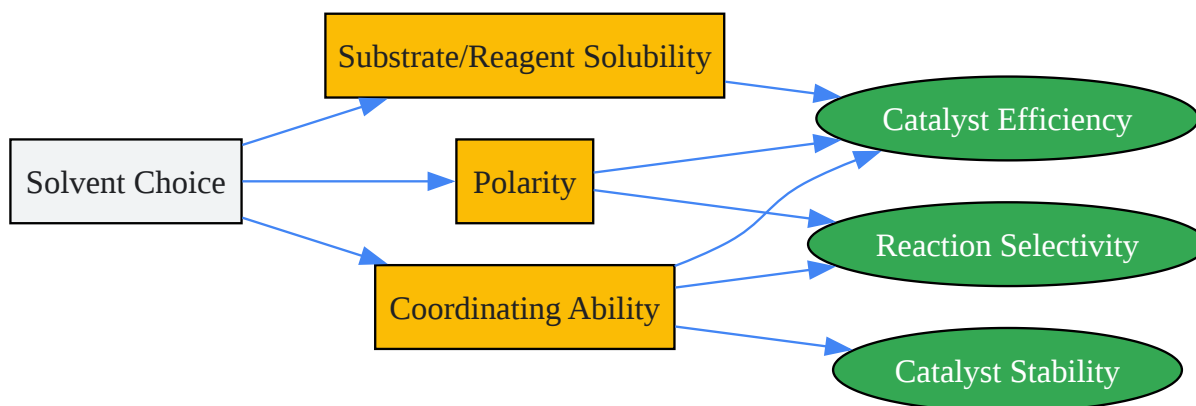 Substrate/Reagent Solubility
Catalyst Efficiency
Solvent Choice
Polarity
Reaction Selectivity
Coordinating Ability
Catalyst Stability